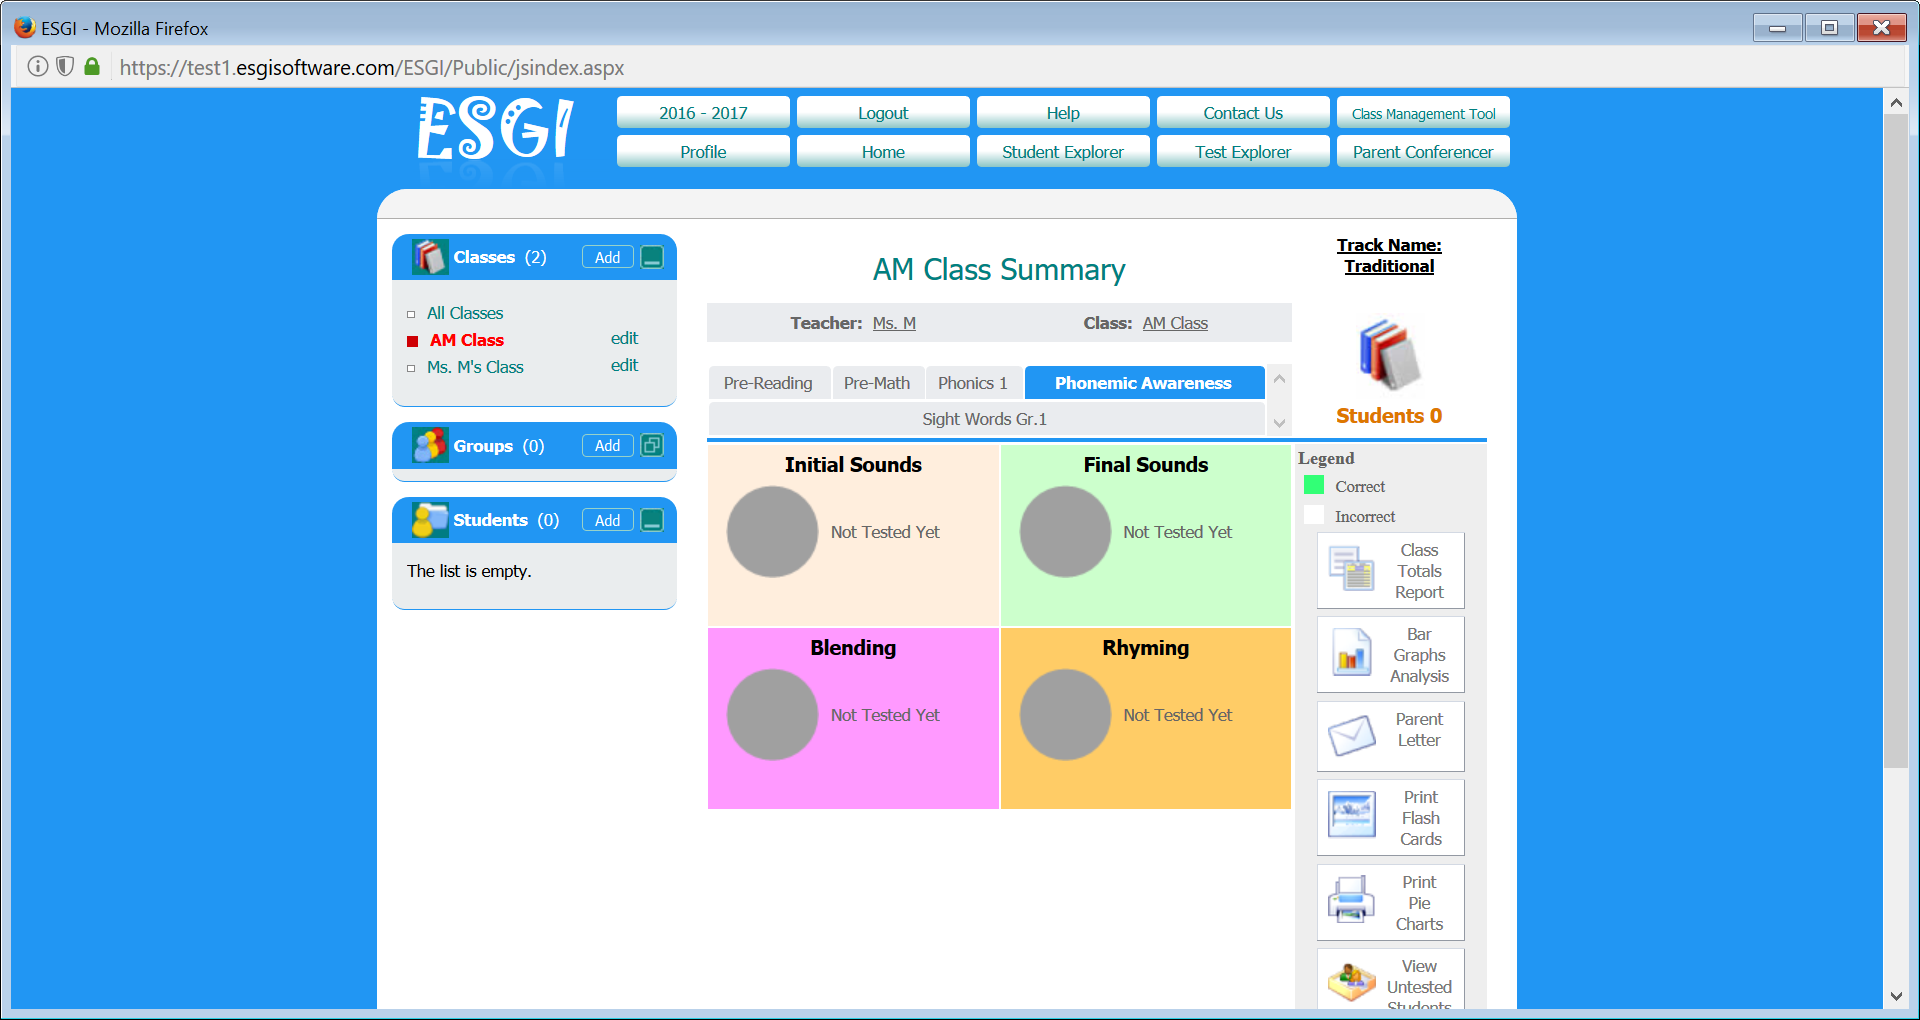 ESGI - Mozilla Firefox
https://test1.esgisoftware.com/ESGI/Public/jsindex.aspx
ESGI
2016 - 2017
Logout
Help
Contact Us
Class Management Tool
Profile
Home
Student Explorer
Test Explorer
Parent Conferencer
Classes (2)
Add
All Classes
AM Class
edit
Ms. M's Class
edit
Groups (0)
Add
Students (0)
Add
The list is empty.
AM Class Summary
Teacher: Ms. M
Class: AM Class
Pre-Reading
Pre-Math
Phonics 1
Phonemic Awareness
Sight Words Gr.1
Track Name:
Traditional
Students 0
Initial Sounds
Not Tested Yet
Final Sounds
Not Tested Yet
Blending
Not Tested Yet
Rhyming
Not Tested Yet
Legend
Correct
Incorrect
Class
Totals
Report
Bar
Graphs
Analysis
Parent
Letter
Print
Flash
Cards
Print
Pie
Charts
View
Untested
Students